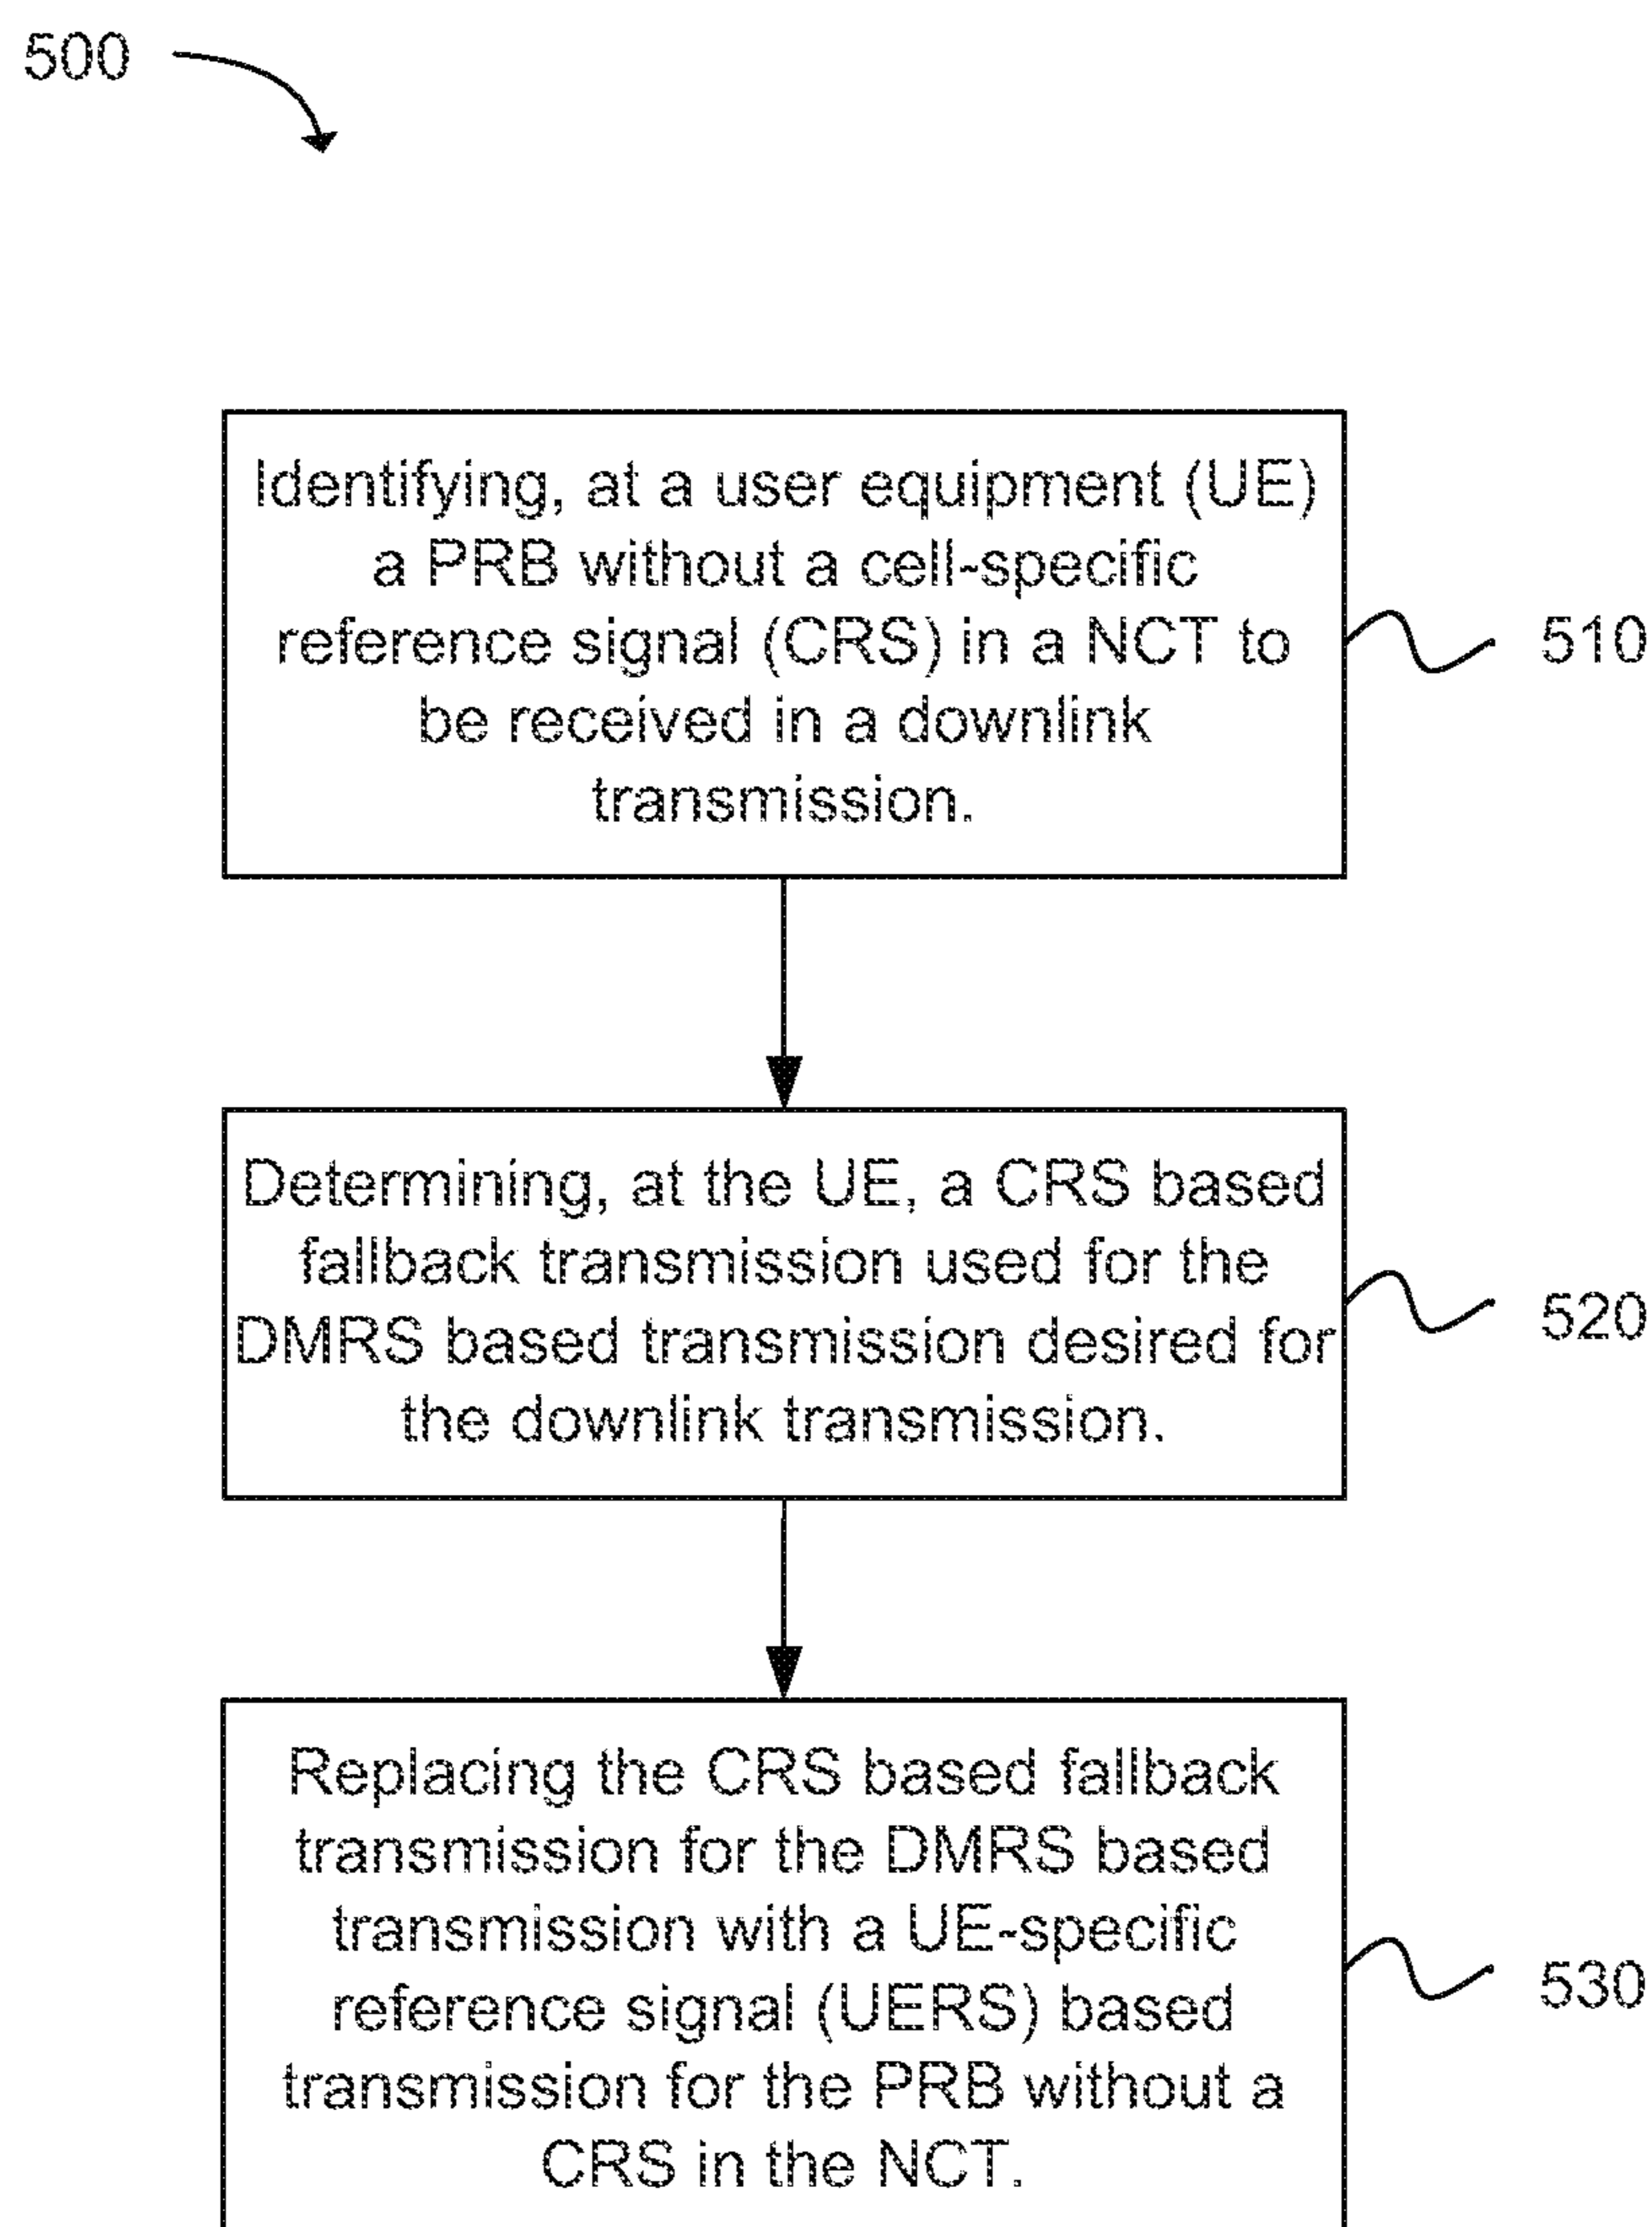 500
Identifying, at a user equipment (UE)
a PRB without a cell-specific
reference signal (CRS) in a NCT to
be received in a downlink
transmission.
510
Determining, at the UE, a CRS based
fallback transmission used for the
DMRS based transmission desired for
the downlink transmission.
520
Replacing the CRS based fallback
transmission for the DMRS based
transmission with a UE-specific
reference signal (UERS) based
transmission for the PRB without a
CRS in the NCT.
530